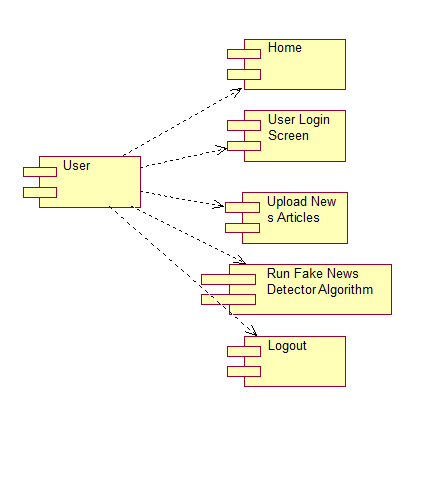 Home
User Login
Screen
User
Upload New
s Articles
Run Fake News
Detector Algorithm
Logout